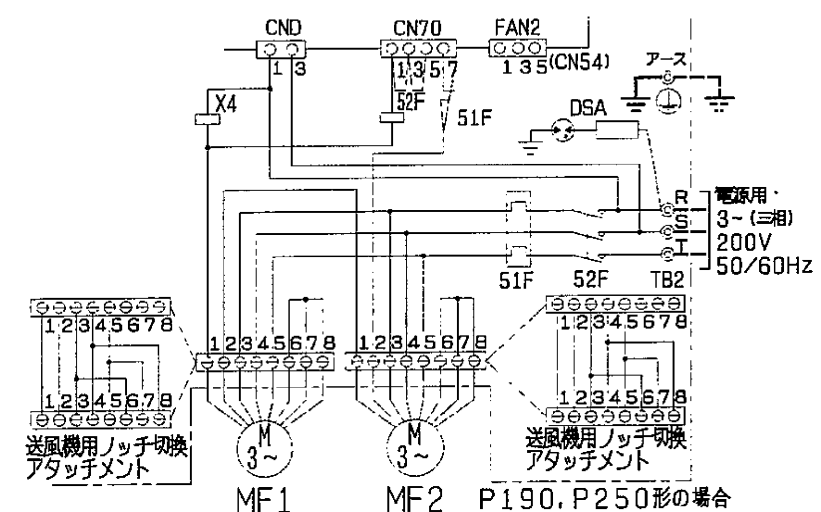 CND
CN70
FAN2
1 3
1 3 5 7
1 3 5 (CN54)
アース
X4
52F
51F
DSA
R
S
T
電源用
3~(三相)
200V
50/60Hz
51F
52F
TB2
1 2 3 4 5 6 7 8
1 2 3 4 5 6 7 8
1 2 3 4 5 6 7 8
1 2 3 4 5 6 7 8
1 2 3 4 5 6 7 8
1 2 3 4 5 6 7 8
送風機用ノッチ切換
アタッチメント
M
3~
M
3~
送風機用ノッチ切換
アタッチメント
MF1
MF2
P190,P250形の場合